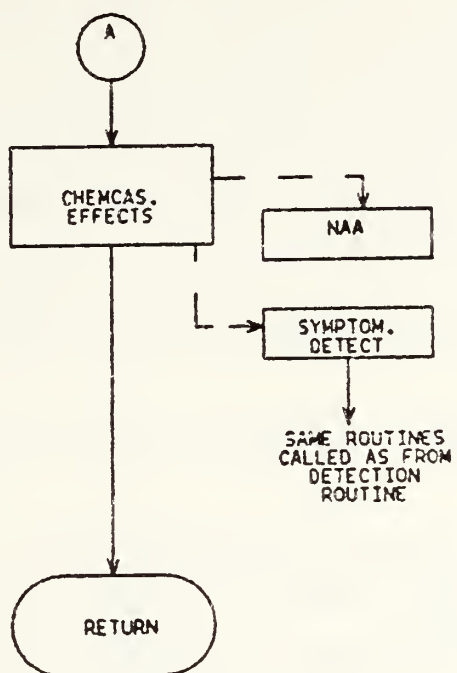 A
CHEMCAS.
EFFECTS
NAA
SYMPTOM.
DETECT
SAME ROUTINES
CALLED AS FROM
DETECTION
ROUTINE
RETURN